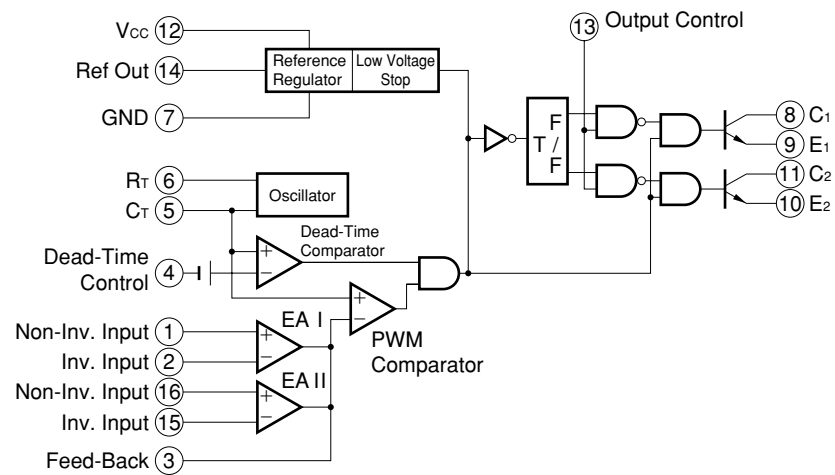 Vcc 12
Ref Out 14
GND 7
Reference Regulator
Low Voltage Stop
13 Output Control
F
T /
F
8 C1
9 E1
11 C2
10 E2
RT 6
CT 5
Oscillator
Dead-Time
Comparator
Dead-Time
Control 4
+
−
+
−
PWM
Comparator
Non-Inv. Input 1
Inv. Input 2
EA I
+
−
Non-Inv. Input 16
Inv. Input 15
EA II
+
−
Feed-Back 3